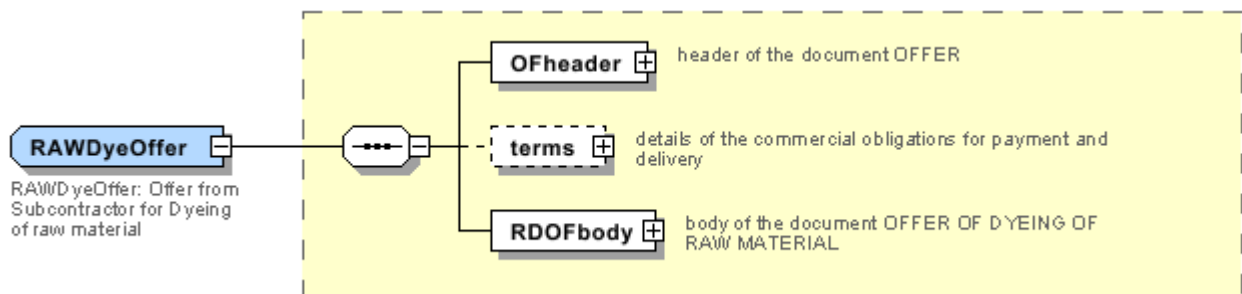 OFheader
header of the document OFFER
RAWDyeOffer
RAWDyeOffer: Offer from
Subcontractor for Dyeing
of raw material
terms
details of the commercial obligations for payment and
delivery
RDOFbody
body of the document OFFER OF DYEING OF
RAW MATERIAL